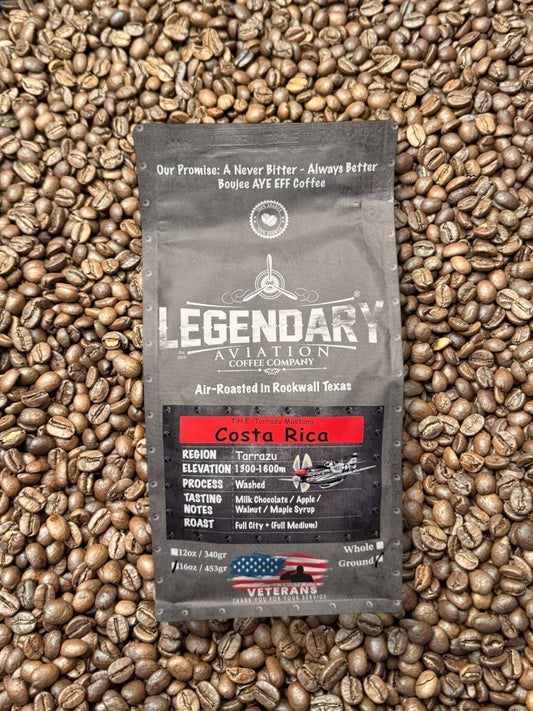 Our Promise: A Never Bitter - Always Better
Boujee AYE EFF Coffee
LEGENDARY®
AVIATION
COFFEE COMPANY
Air-Roasted in Rockwall Texas
T.H.E. Tarrazu Mustang
Costa Rica
REGION Tarrazu
ELEVATION 1300-1600m
PROCESS Washed
TASTING NOTES Milk Chocolate / Apple / Walnut / Maple Syrup
ROAST Full City + (Full Medium)
12oz / 340gr Whole
16oz / 453gr Ground
VETERANS
THANK YOU FOR YOUR SERVICE